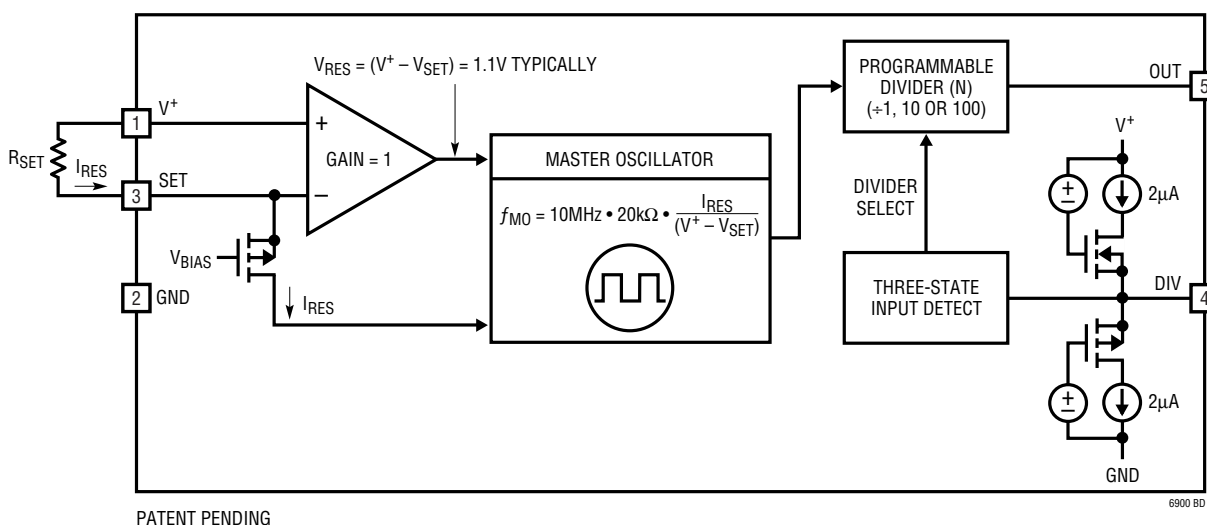 V_RES = (V⁺ – V_SET) = 1.1V TYPICALLY
PROGRAMMABLE
DIVIDER (N)
(÷1, 10 OR 100)
OUT
5
V⁺
1
+
GAIN = 1
R_SET
I_RES
SET
3
–
MASTER OSCILLATOR
ƒ_MO = 10MHz • 20kΩ • I_RES / (V⁺ – V_SET)
DIVIDER
SELECT
V⁺
+
–
2µA
V_BIAS
2
GND
I_RES
THREE-STATE
INPUT DETECT
DIV
4
+
–
2µA
GND
6900 BD
PATENT PENDING